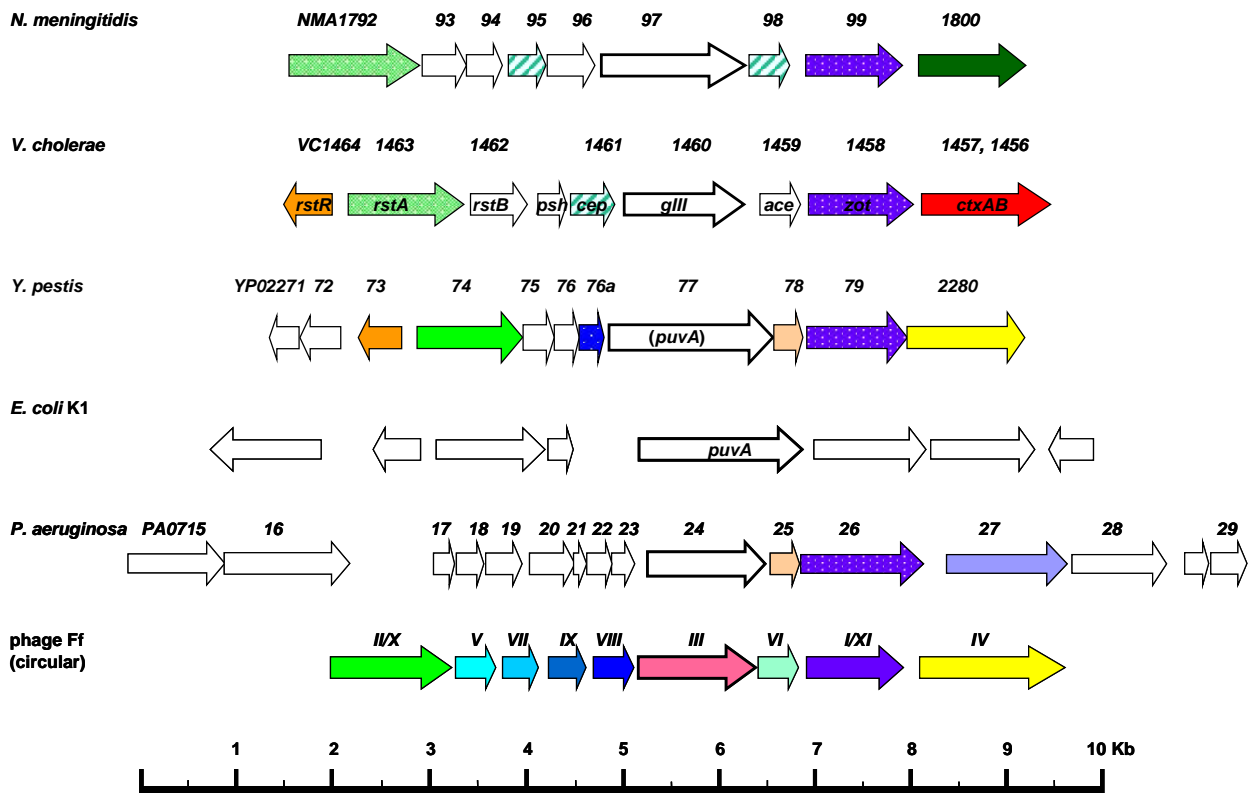 N. meningitidis NMA1792 93 94 95 96 97 98 99 1800
V. cholerae VC1464 1463 1462 1461 1460 1459 1458 1457, 1456
rstR rstA rstB psh cep gIII ace zot ctxAB
Y. pestis YP02271 72 73 74 75 76 76a 77 78 79 2280
(puvA)
E. coli K1
puvA
P. aeruginosa PA0715 16 17 18 19 20 21 22 23 24 25 26 27 28 29
phage Ff II/X V VII IX VIII III VI I/XI IV
(circular)
1 2 3 4 5 6 7 8 9 10 Kb